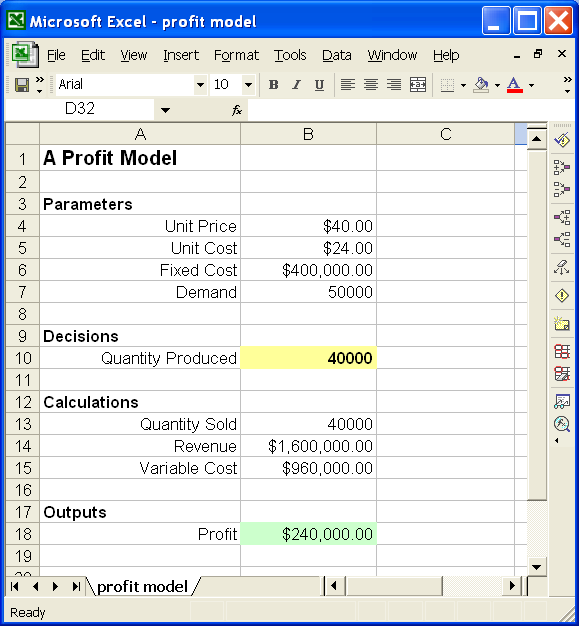 Microsoft Excel - profit model
File Edit View Insert Format Tools Data Window Help
Arial 10 B I U A
D32 fx
A B C
1 A Profit Model
2
3 Parameters
4 Unit Price $40.00
5 Unit Cost $24.00
6 Fixed Cost $400,000.00
7 Demand 50000
8
9 Decisions
10 Quantity Produced 40000
11
12 Calculations
13 Quantity Sold 40000
14 Revenue $1,600,000.00
15 Variable Cost $960,000.00
16
17 Outputs
18 Profit $240,000.00
19
profit model
Ready